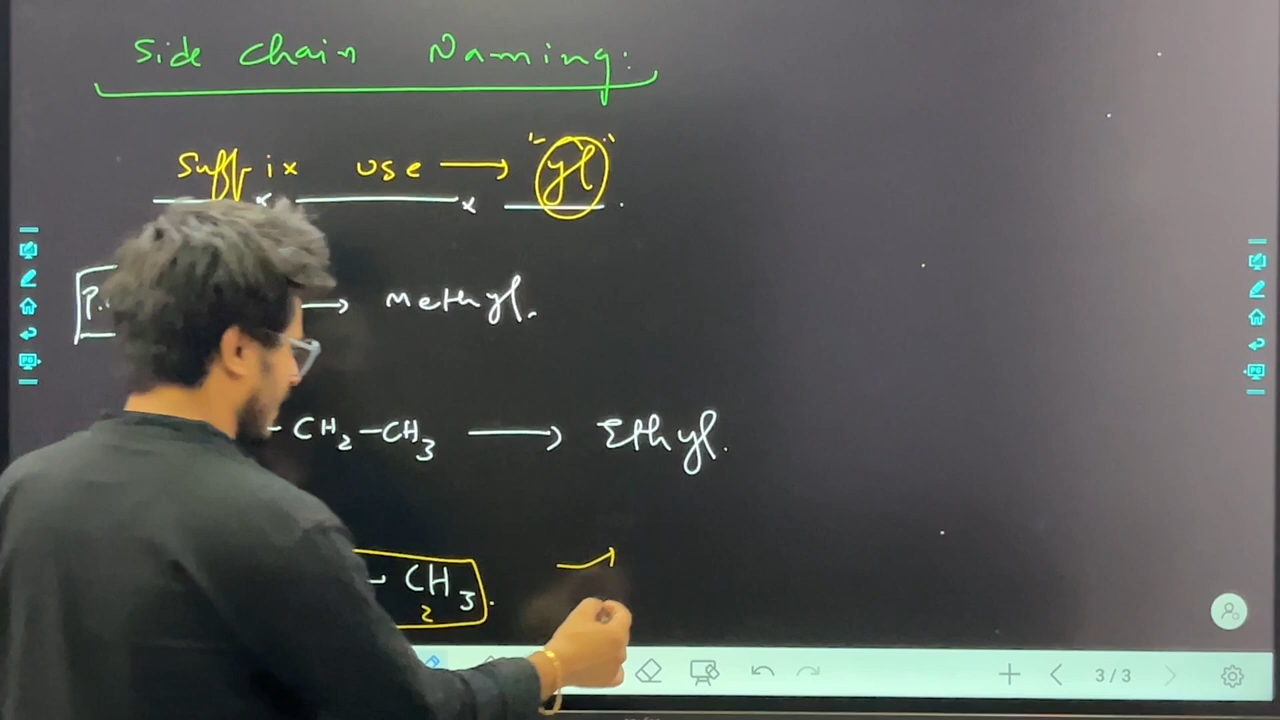 Side Chain Naming:
Suffix use → "yl"
→ Methyl.
- CH2 - CH3 → Ethyl.
- CH3.
2
3/3